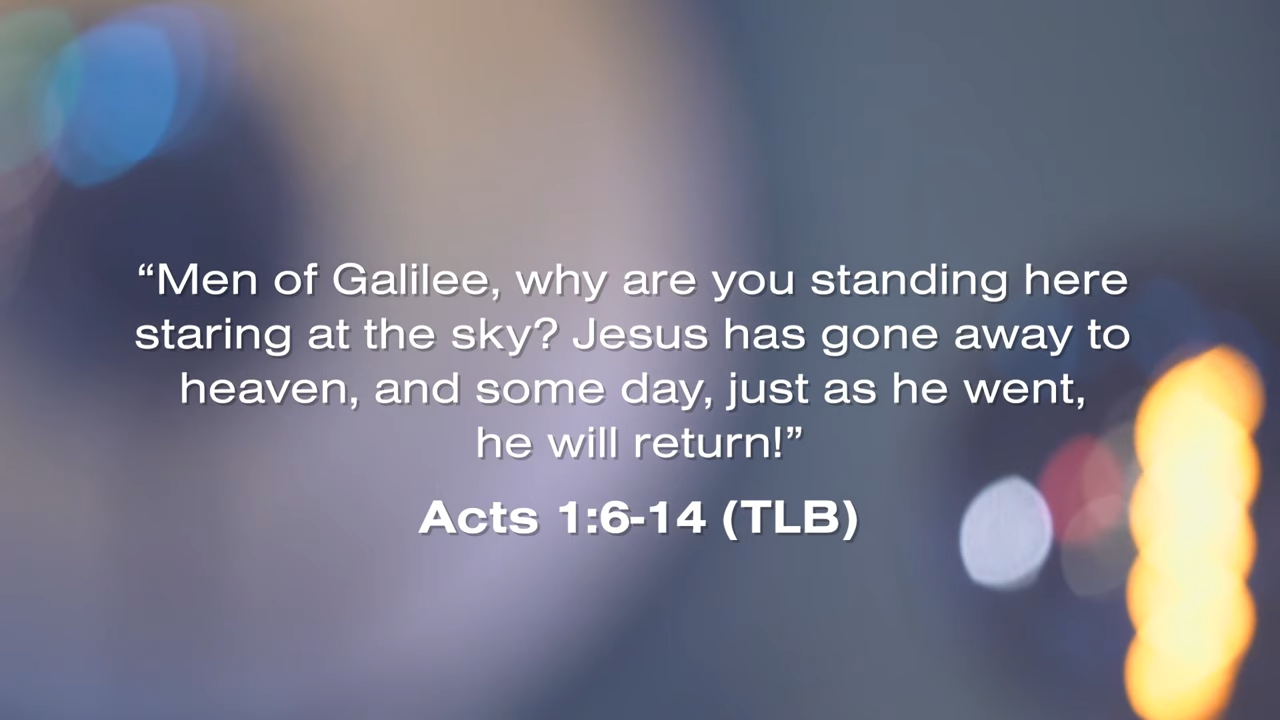 “Men of Galilee, why are you standing here
staring at the sky? Jesus has gone away to
heaven, and some day, just as he went,
he will return!”
Acts 1:6-14 (TLB)